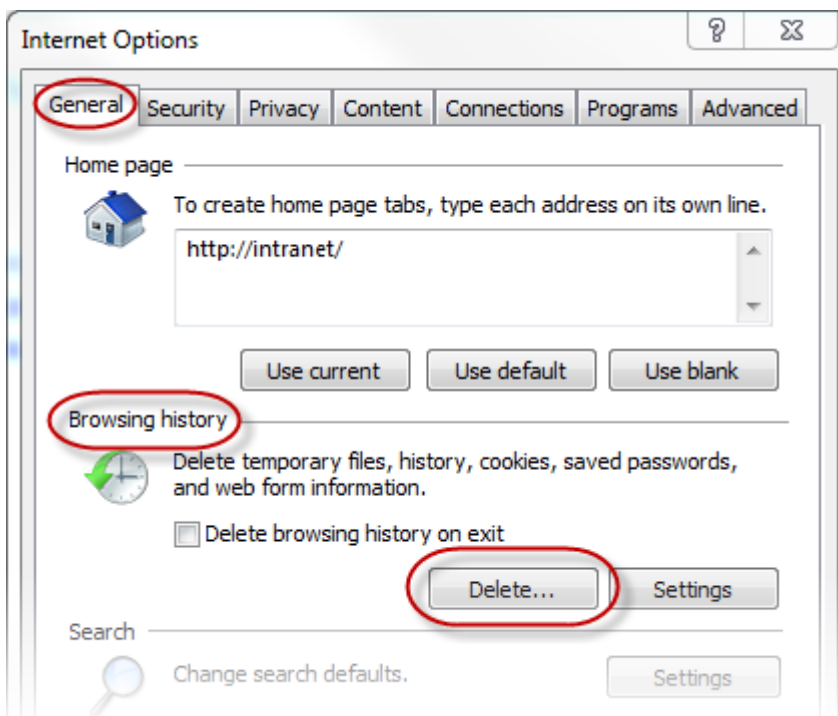 Internet Options
General Security Privacy Content Connections Programs Advanced
Home page
To create home page tabs, type each address on its own line.
http://intranet/
Use current Use default Use blank
Browsing history
Delete temporary files, history, cookies, saved passwords,
and web form information.
Delete browsing history on exit
Delete... Settings
Search
Change search defaults. Settings